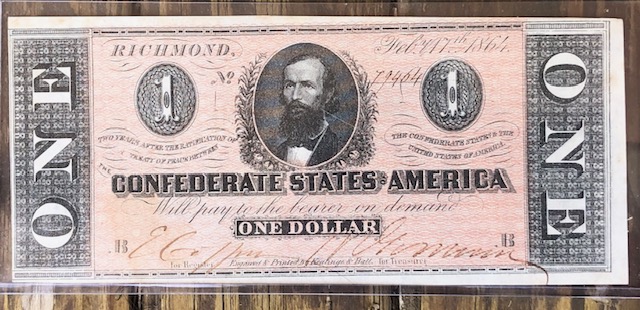 RICHMOND, Feb. 17th 1864.
No 79464
1 1
TWO YEARS AFTER THE RATIFICATION OF
TREATY OF PEACE BETWEEN
THE CONFEDERATE STATES & THE
UNITED STATES OF AMERICA.
THE
CONFEDERATE STATES AMERICA
Will pay to the bearer on demand
ONE DOLLAR
B B
for Register Engraved & Printed by Keatinge & Ball. for Treasurer
ONE
ONE